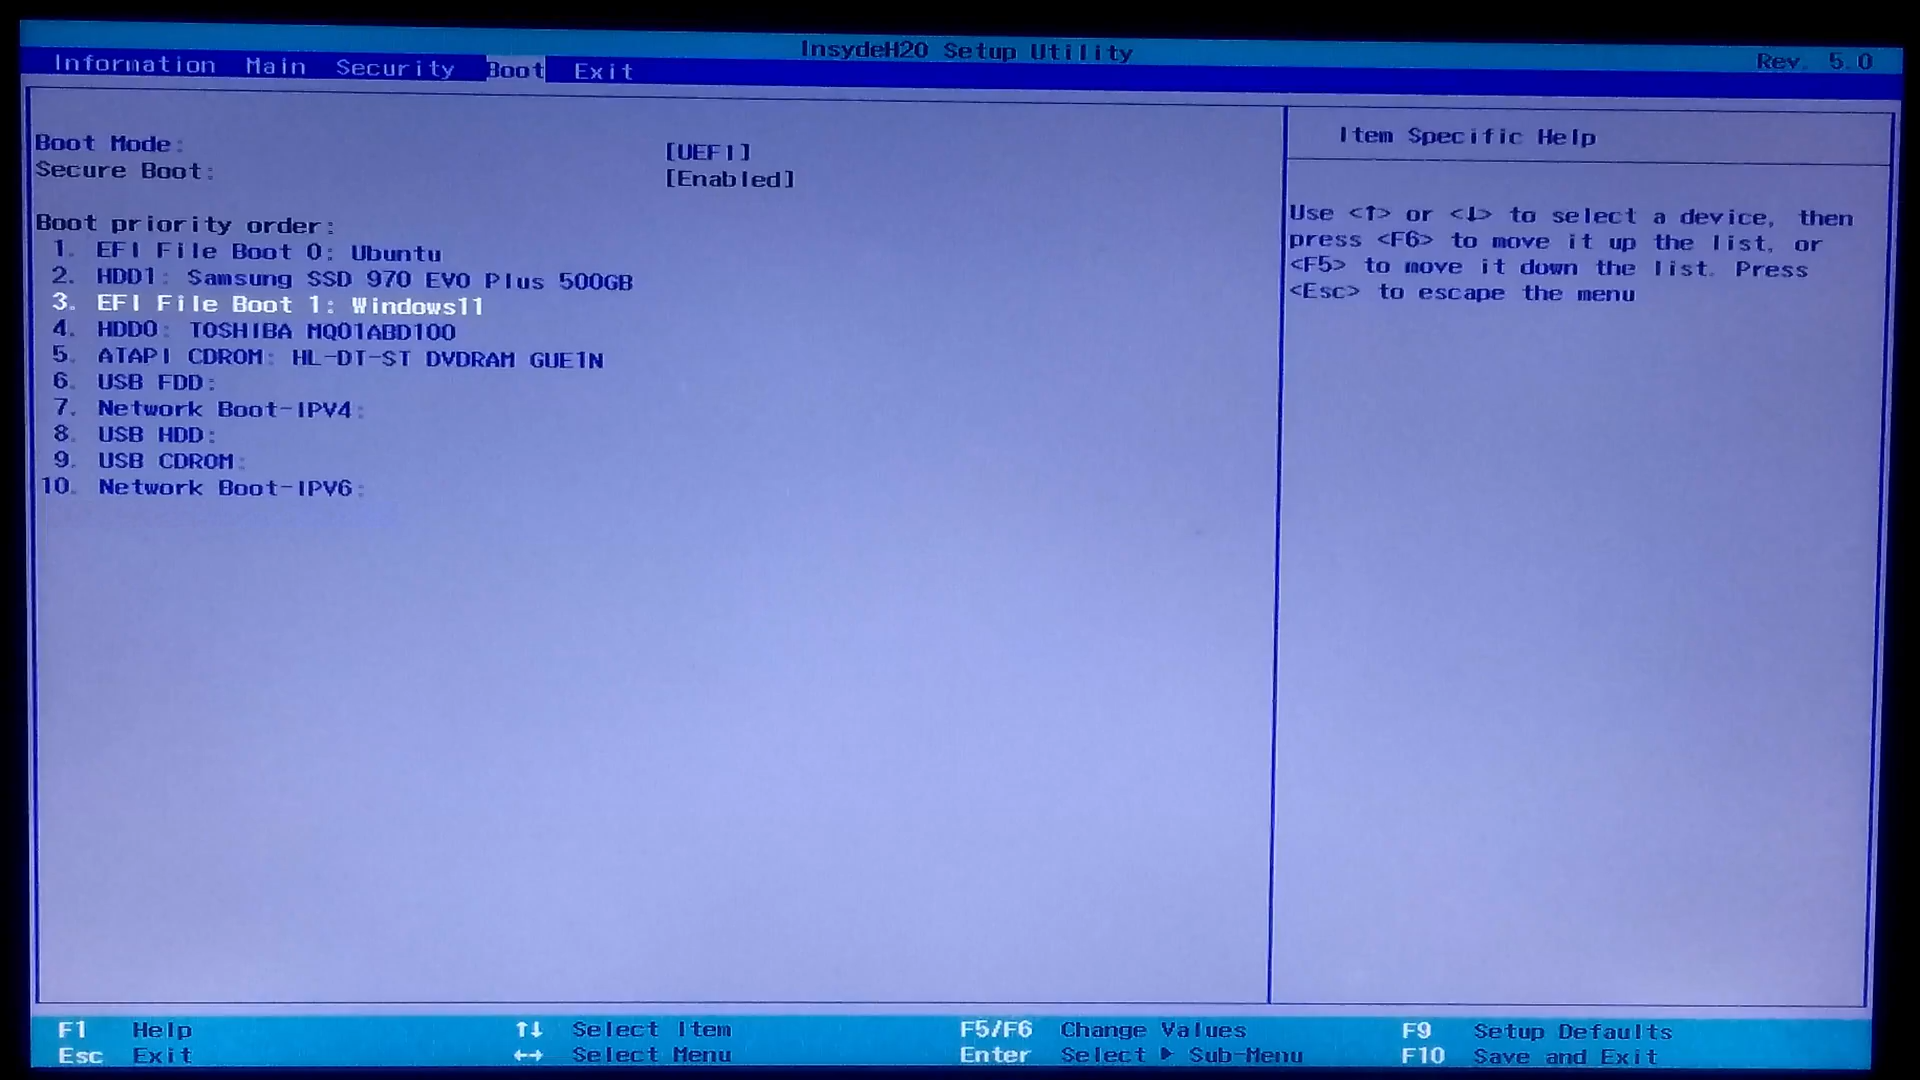 InsydeH20 Setup Utility
Rev. 5.0
Information Main Security Boot Exit
Boot Mode: [UEFI]
Secure Boot: [Enabled]
Boot priority order:
1. EFI File Boot 0: Ubuntu
2. HDD1: Samsung SSD 970 EVO Plus 500GB
3. EFI File Boot 1: Windows11
4. HDD0: TOSHIBA MQ01ABD100
5. ATAPI CDROM: HL-DT-ST DVDRAM GUE1N
6. USB FDD:
7. Network Boot-IPV4:
8. USB HDD:
9. USB CDROM:
10. Network Boot-IPV6:
Item Specific Help
Use <↑> or <↓> to select a device, then
press <F6> to move it up the list, or
<F5> to move it down the list. Press
<Esc> to escape the menu
F1 Help ↑↓ Select Item F5/F6 Change Values F9 Setup Defaults
Esc Exit ←→ Select Menu Enter Select ▶ Sub-Menu F10 Save and Exit